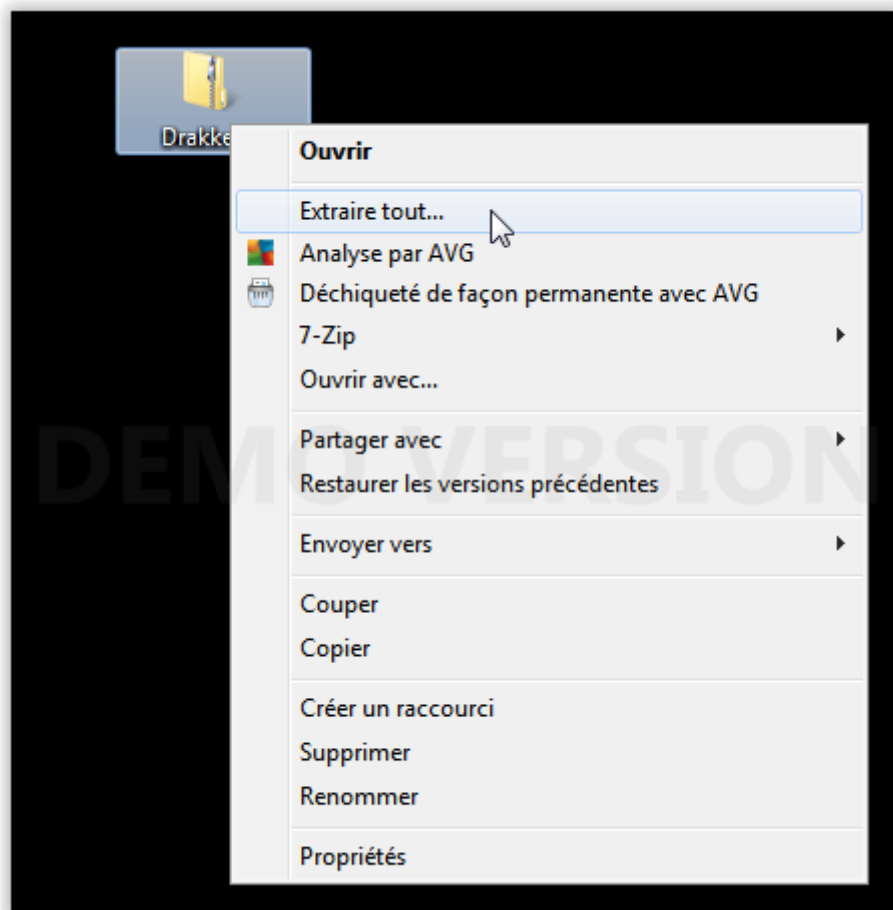 Ouvrir
Extraire tout...
Analyse par AVG
Déchiqueté de façon permanente avec AVG
7-Zip
Ouvrir avec...
Partager avec
DEMO VERSION
Restaurer les versions précédentes
Envoyer vers
Couper
Copier
Créer un raccourci
Supprimer
Renommer
Propriétés